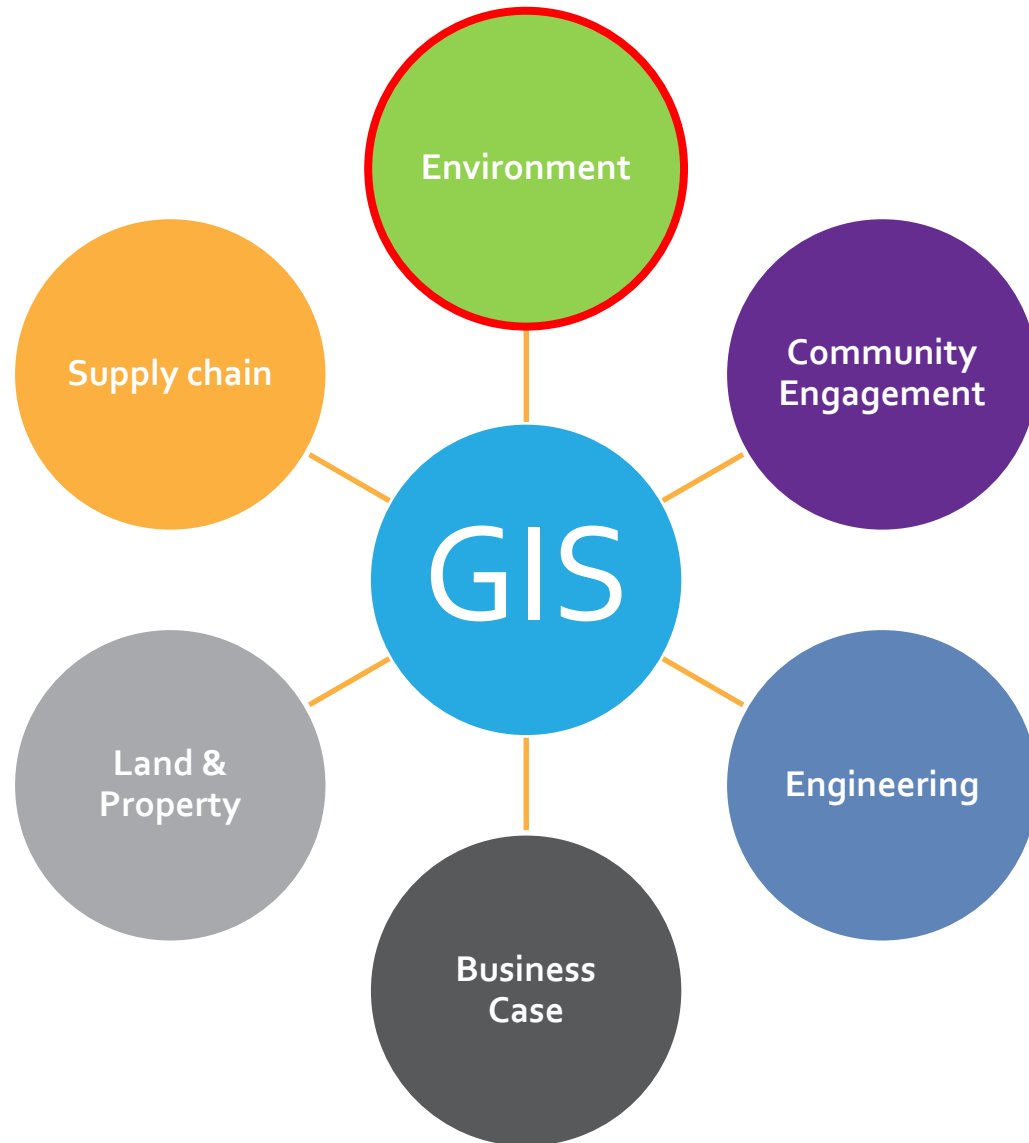 Environment
Supply chain
Community
Engagement
GIS
Land &
Property
Engineering
Business
Case